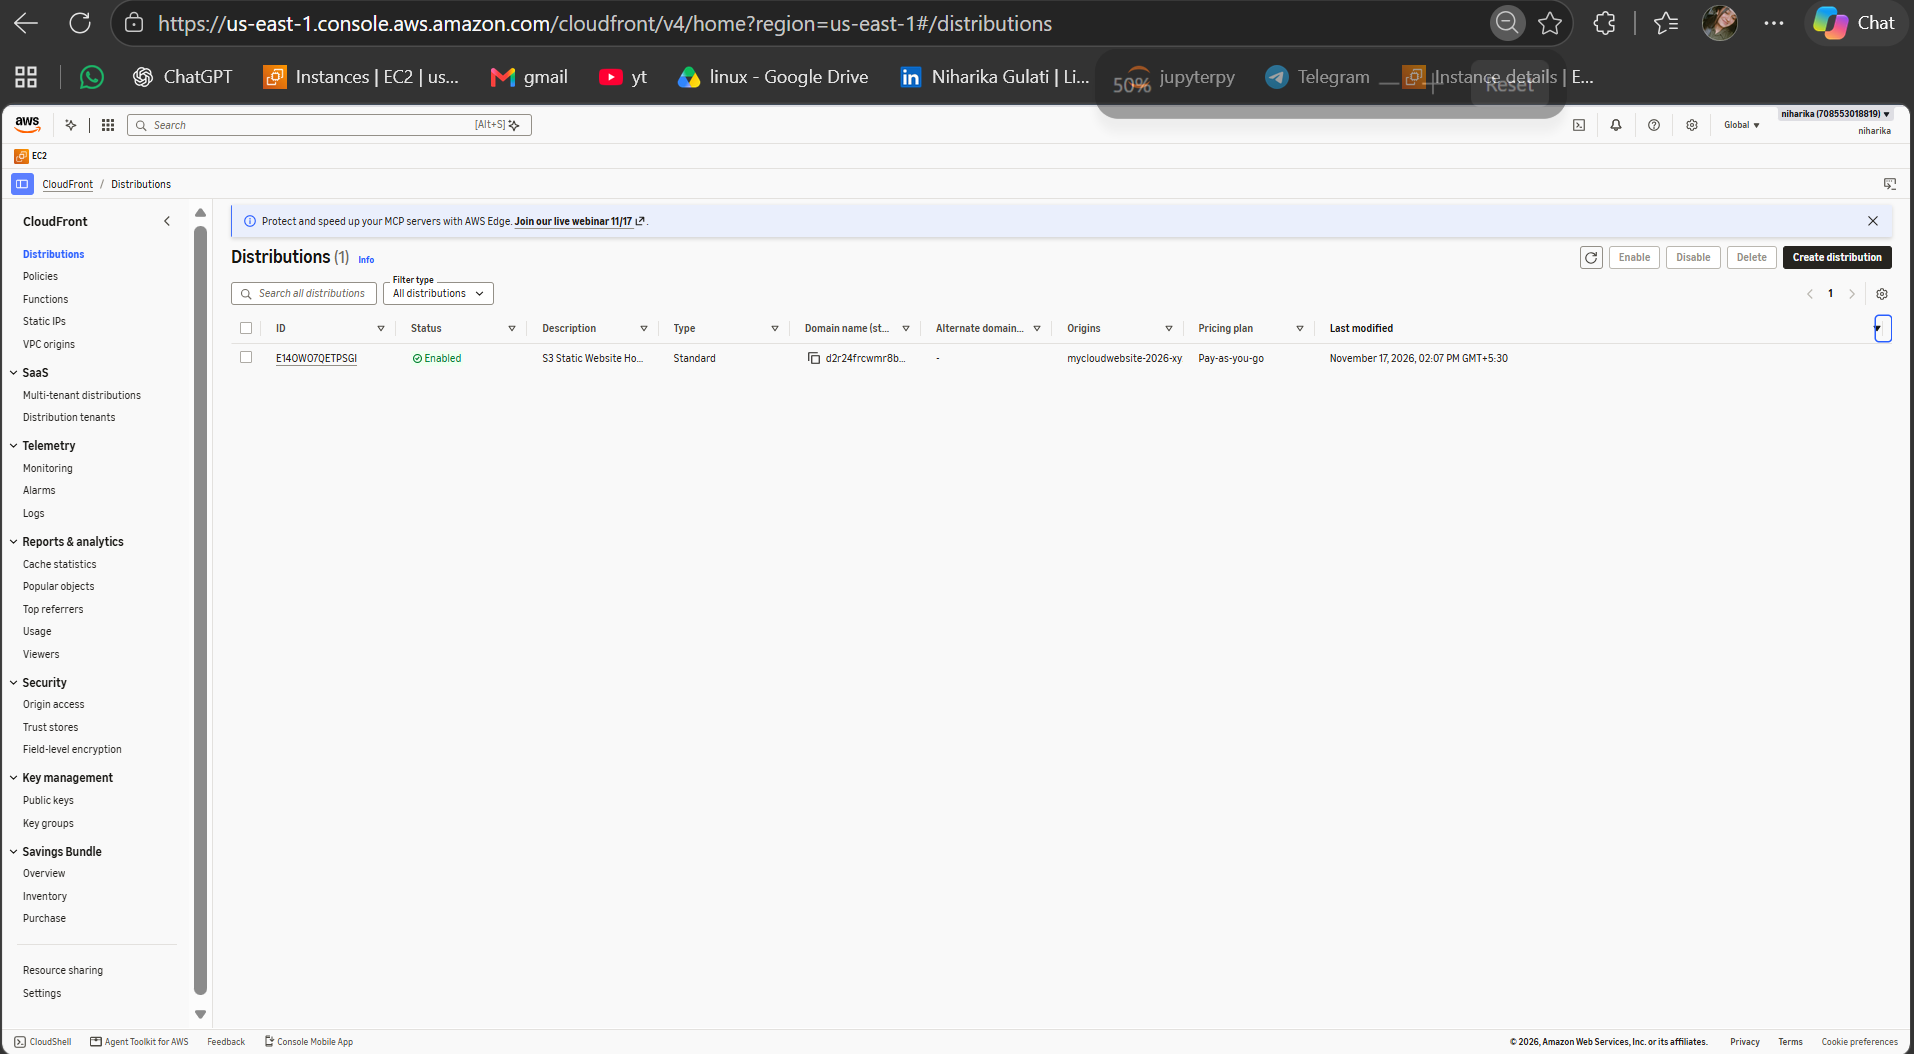 https://us-east-1.console.aws.amazon.com/cloudfront/v4/home?region=us-east-1#/distributions
Chat
ChatGPT
Instances | EC2 | us...
gmail
yt
linux - Google Drive
Niharika Gulati | Li...
jupyterpy
Telegram
Instance details | E...
50%
Reset
aws
Search
[Alt+S]
Global
niharika (708553018819)
niharika
EC2
CloudFront / Distributions
CloudFront
Distributions
Policies
Functions
Static IPs
VPC origins
SaaS
Multi-tenant distributions
Distribution tenants
Telemetry
Monitoring
Alarms
Logs
Reports & analytics
Cache statistics
Popular objects
Top referrers
Usage
Viewers
Security
Origin access
Trust stores
Field-level encryption
Key management
Public keys
Key groups
Savings Bundle
Overview
Inventory
Purchase
Resource sharing
Settings
Protect and speed up your MCP servers with AWS Edge. Join our live webinar 11/17 .
Distributions (1) Info
Enable
Disable
Delete
Create distribution
Search all distributions
Filter type
All distributions
1
ID Status Description Type Domain name (st... Alternate domain... Origins Pricing plan Last modified
E14OWO7QETPSGI Enabled S3 Static Website Ho... Standard d2r24frcwmr8b... - mycloudwebsite-2026-xy Pay-as-you-go November 17, 2026, 02:07 PM GMT+5:30
CloudShell Agent Toolkit for AWS Feedback Console Mobile App
© 2026, Amazon Web Services, Inc. or its affiliates. Privacy Terms Cookie preferences